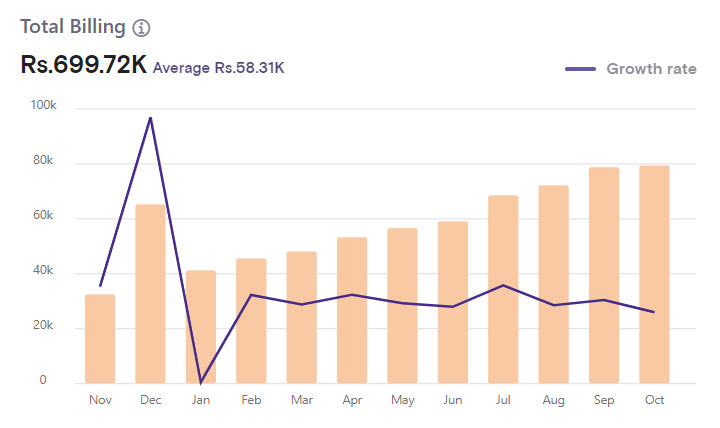 Total Billing
Rs.699.72K Average Rs.58.31K
Growth rate
100k
80k
60k
40k
20k
0
Nov Dec Jan Feb Mar Apr May Jun Jul Aug Sep Oct